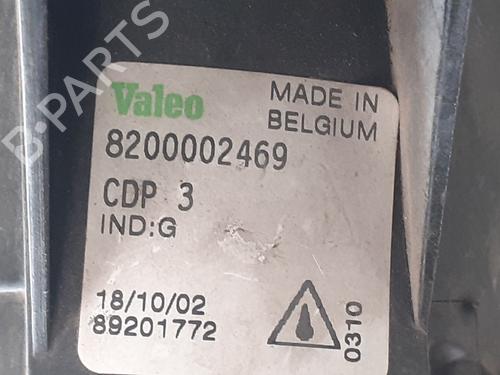 B-PARTS
Valeo
MADE IN
BELGIUM
8200002469
CDP 3
IND:G
18/10/02
89201772
0310